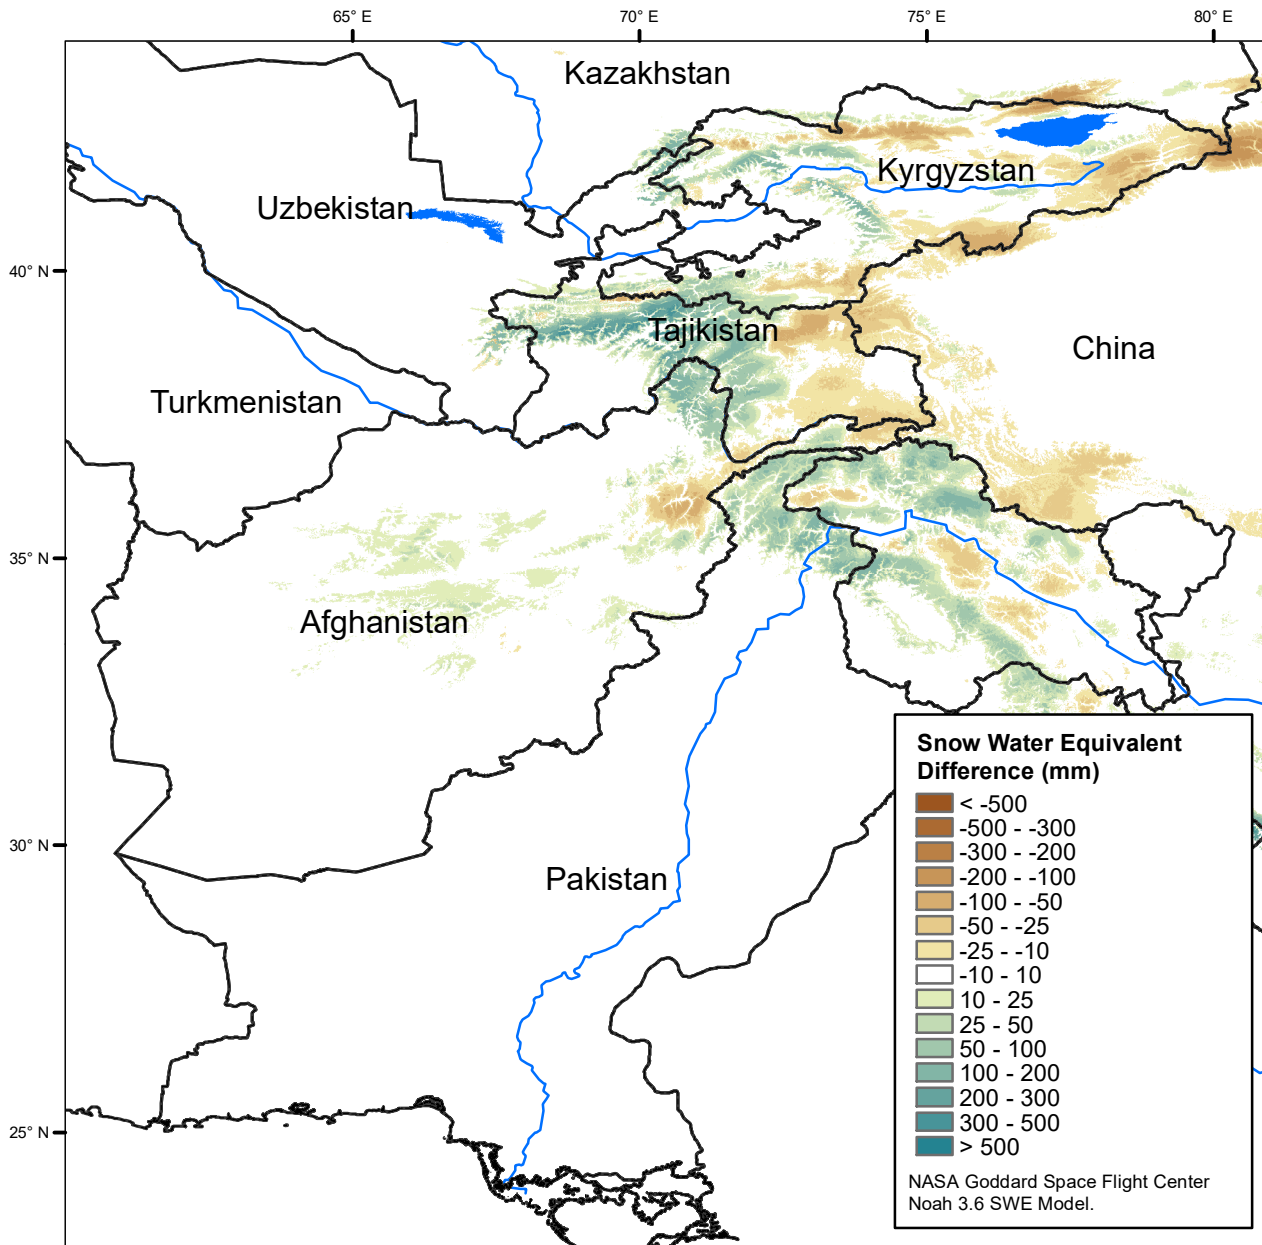 65° E
70° E
75° E
80° E
Kazakhstan
Kyrgyzstan
Uzbekistan
40° N
Tajikistan
China
Turkmenistan
35° N
Afghanistan
30° N
Pakistan
25° N
Snow Water Equivalent
Difference (mm)
< -500
-500 - -300
-300 - -200
-200 - -100
-100 - -50
-50 - -25
-25 - -10
-10 - 10
10 - 25
25 - 50
50 - 100
100 - 200
200 - 300
300 - 500
> 500
NASA Goddard Space Flight Center
Noah 3.6 SWE Model.